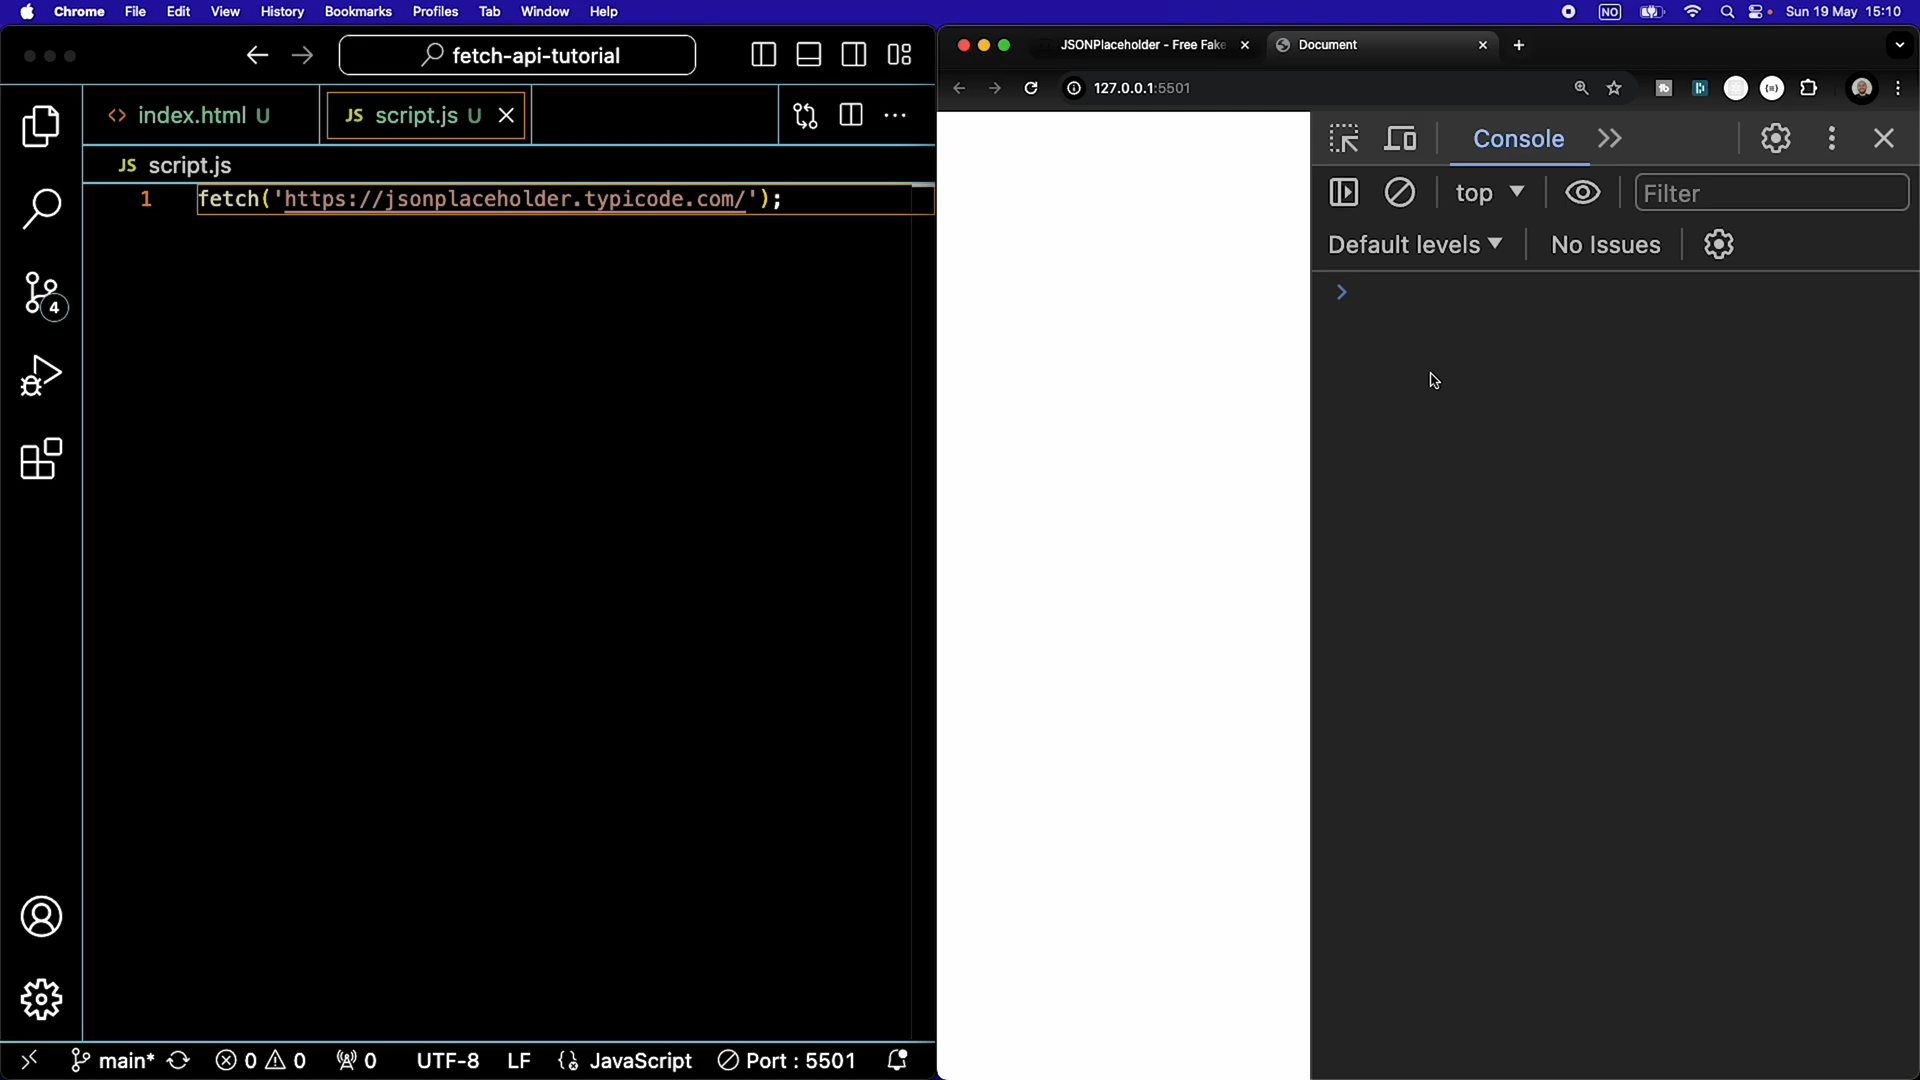 Chrome File Edit View History Bookmarks Profiles Tab Window Help NO Sun 19 May 15:10
fetch-api-tutorial
index.html U JS script.js U
JS script.js
1 fetch('https://jsonplaceholder.typicode.com/');
4
main* 0 0 0 UTF-8 LF JavaScript Port : 5501
JSONPlaceholder - Free Fake Document
127.0.0.1:5501
Console
top Filter
Default levels No Issues